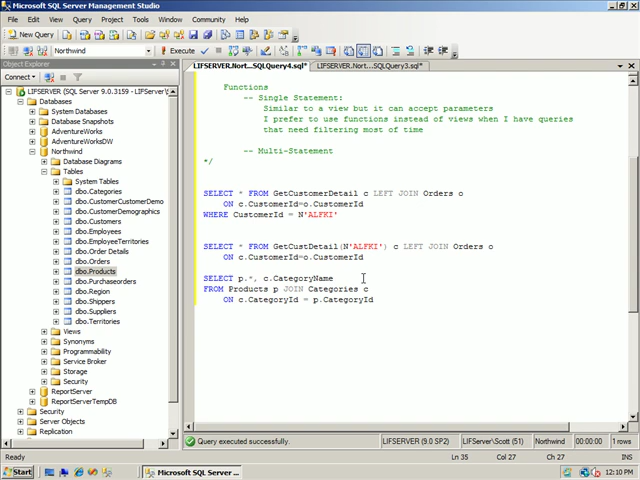 Microsoft SQL Server Management Studio
File Edit View Query Project Tools Window Community Help
New Query
Northwind Execute
Object Explorer
LIFSERVER.Nort...SQLQuery4.sql* LIFSERVER.Nort...SQLQuery3.sql*
Connect
LIFSERVER (SQL Server 9.0.3159 - LIFServer\
Databases
System Databases
Database Snapshots
AdventureWorks
AdventureWorksDW
Northwind
Database Diagrams
Tables
System Tables
dbo.Categories
dbo.CustomerCustomerDemo
dbo.CustomerDemographics
dbo.Customers
dbo.Employees
dbo.EmployeeTerritories
dbo.Order Details
dbo.Orders
dbo.Products
dbo.Purchaseorders
dbo.Region
dbo.Shippers
dbo.Suppliers
dbo.Territories
Views
Synonyms
Programmability
Service Broker
Storage
Security
ReportServer
ReportServerTempDB
Security
Server Objects
Replication
Functions
-- Single Statement:
Similar to a view but it can accept parameters
I prefer to use functions instead of views when I have queries
that need filtering most of time
-- Multi-Statement
*/
SELECT * FROM GetCustomerDetail c LEFT JOIN Orders o
ON c.CustomerId=o.CustomerId
WHERE CustomerId = N'ALFKI'
SELECT * FROM GetCustDetail(N'ALFKI') c LEFT JOIN Orders o
ON c.CustomerId=o.CustomerId
SELECT p.*, c.CategoryName
FROM Products p JOIN Categories c
ON c.CategoryId = p.CategoryId
Query executed successfully. LIFSERVER (9.0 SP2) LIFServer\Scott (51) Northwind 00:00:00 1 rows
Ready Ln 35 Col 27 Ch 27 INS
Start Microsoft SQL Server Man... 12:10 PM